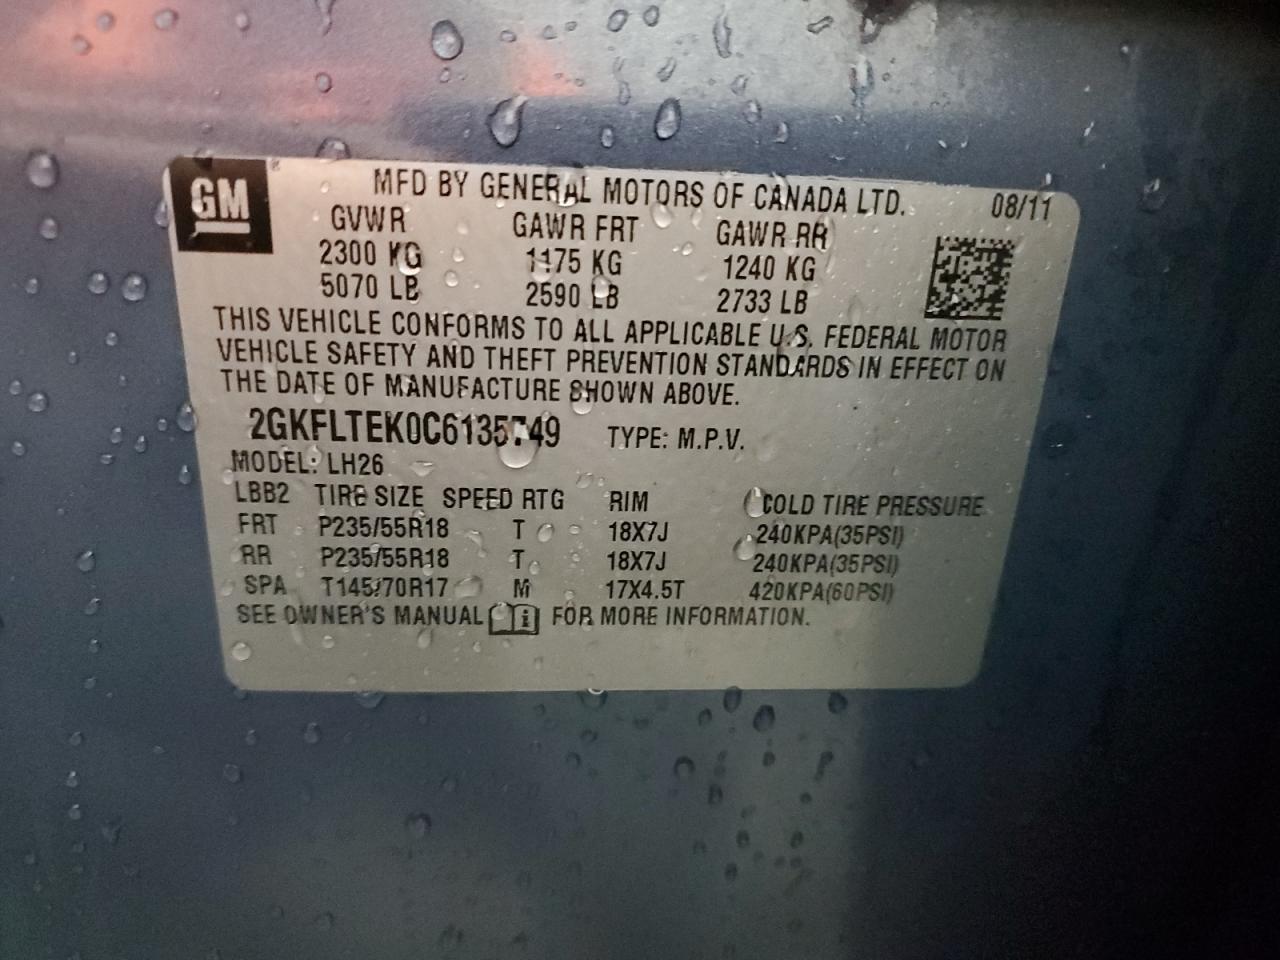 GM ® MFD BY GENERAL MOTORS OF CANADA LTD. 08/11
GVWR GAWR FRT GAWR RR
2300 KG 1175 KG 1240 KG
5070 LB 2590 LB 2733 LB
THIS VEHICLE CONFORMS TO ALL APPLICABLE U.S. FEDERAL MOTOR
VEHICLE SAFETY AND THEFT PREVENTION STANDARDS IN EFFECT ON
THE DATE OF MANUFACTURE SHOWN ABOVE.
2GKFLTEK0C6135749 TYPE: M.P.V.
MODEL: LH26
LBB2 TIRE SIZE SPEED RTG RIM COLD TIRE PRESSURE
FRT P235/55R18 T 18X7J 240KPA(35PSI)
RR P235/55R18 T 18X7J 240KPA(35PSI)
SPA T145/70R17 M 17X4.5T 420KPA(60PSI)
SEE OWNER'S MANUAL i FOR MORE INFORMATION.